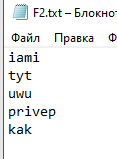 F2.txt – Блокнот
Файл Правка Ф
iami
tyt
uwu
privep
kak